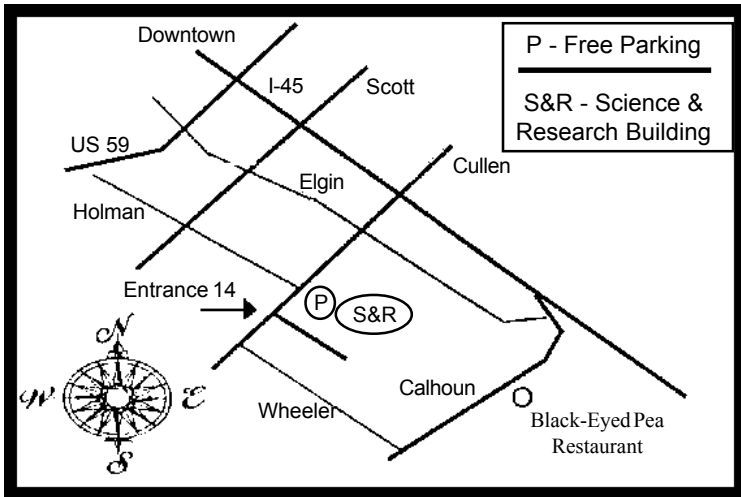 Downtown
P - Free Parking
S&R - Science &
Research Building
I-45
Scott
US 59
Cullen
Elgin
Holman
Entrance 14
P
S&R
N
W
E
S
Calhoun
Wheeler
Black-Eyed Pea
Restaurant